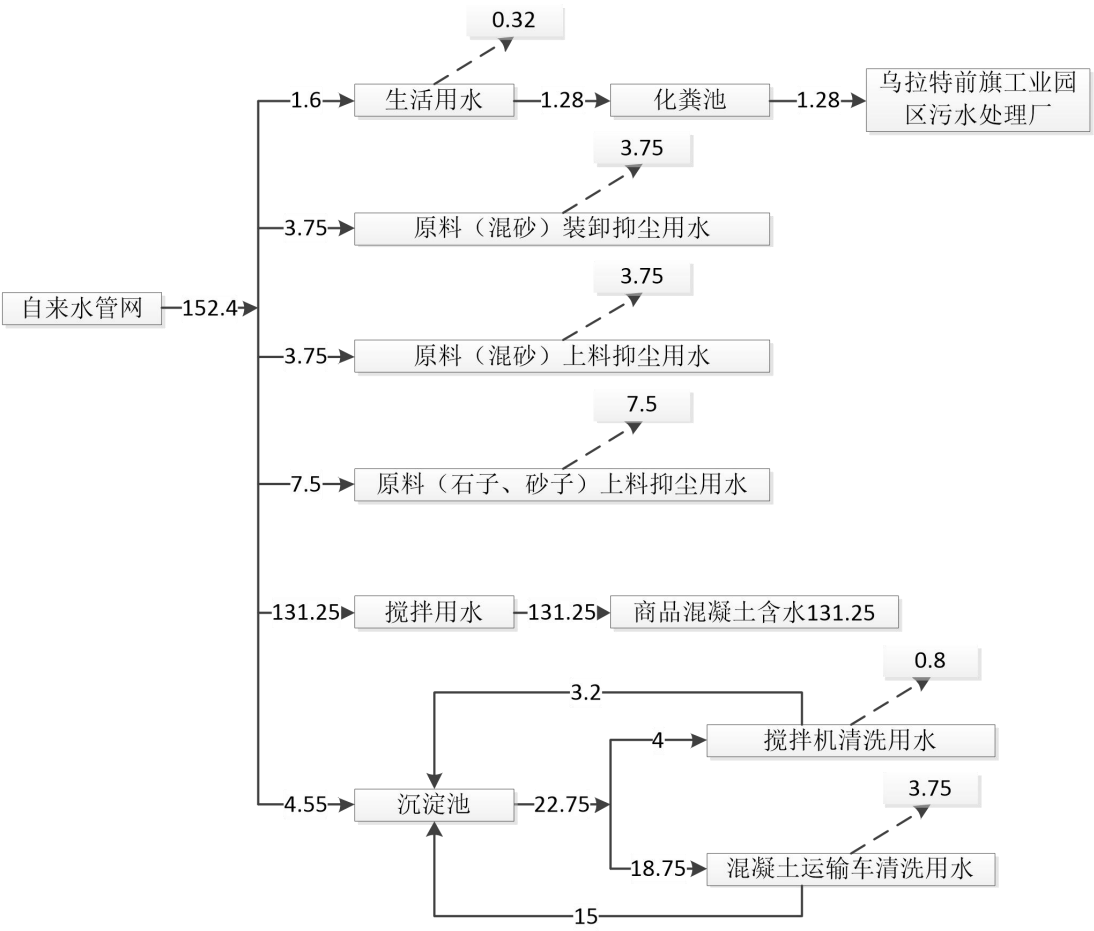 0.32
1.6
生活用水
1.28
化粪池
1.28
乌拉特前旗工业园
区污水处理厂
3.75
3.75
原料（混砂）装卸抑尘用水
3.75
自来水管网
152.4
3.75
原料（混砂）上料抑尘用水
7.5
7.5
原料（石子、砂子）上料抑尘用水
131.25
搅拌用水
131.25
商品混凝土含水131.25
0.8
3.2
4
搅拌机清洗用水
3.75
4.55
沉淀池
22.75
18.75
混凝土运输车清洗用水
15